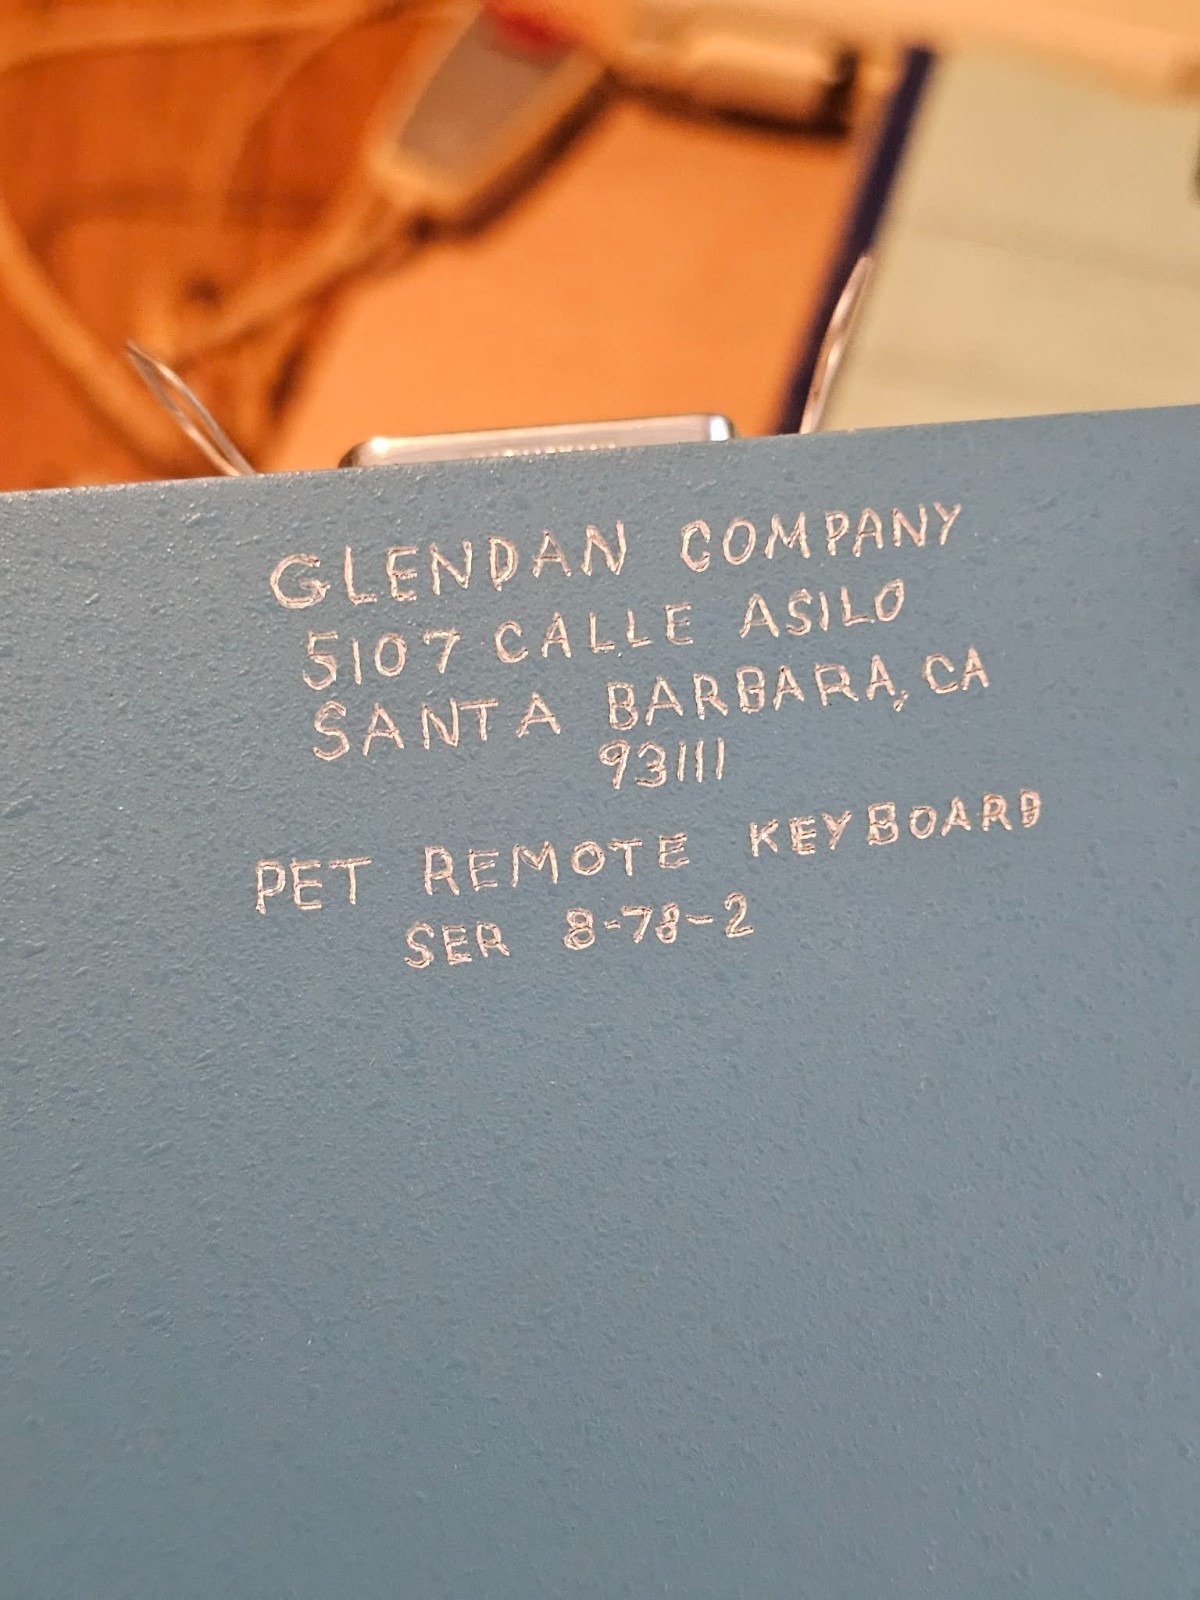 GLENDAN COMPANY
5107 CALLE ASILO
SANTA BARBARA, CA
93111
PET REMOTE KEYBOARD
SER 8-78-2